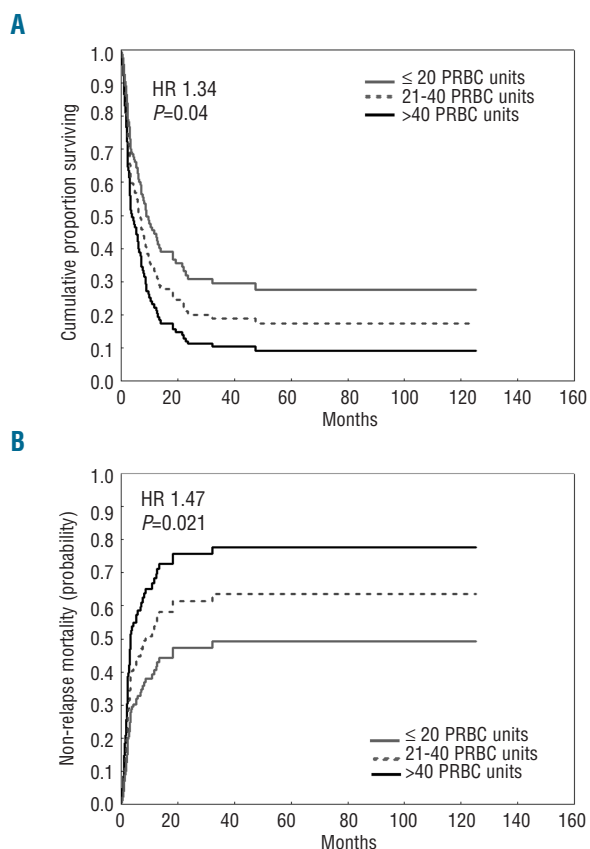 A
Cumulative proportion surviving
1.0
0.9
0.8
0.7
0.6
0.5
0.4
0.3
0.2
0.1
0.0
HR 1.34
P=0.04
≤ 20 PRBC units
21-40 PRBC units
>40 PRBC units
0 20 40 60 80 100 120 140 160
Months
B
Non-relapse mortality (probability)
1.0
0.9
0.8
0.7
0.6
0.5
0.4
0.3
0.2
0.1
0.0
HR 1.47
P=0.021
≤ 20 PRBC units
21-40 PRBC units
>40 PRBC units
0 20 40 60 80 100 120 140 160
Months